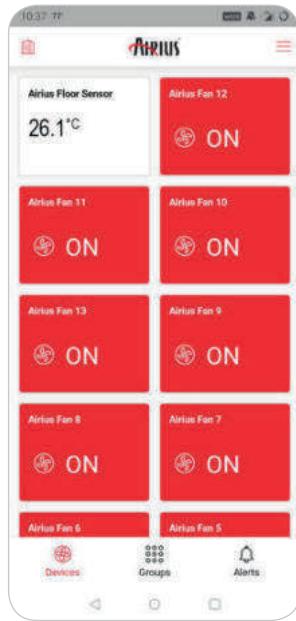 10:37
AIRIUS
Airius Floor Sensor
26.1°C
Airius Fan 12
ON
Airius Fan 11
ON
Airius Fan 10
ON
Airius Fan 13
ON
Airius Fan 9
ON
Airius Fan 8
ON
Airius Fan 7
ON
Airius Fan 6
Airius Fan 5
Devices
Groups
Alerts